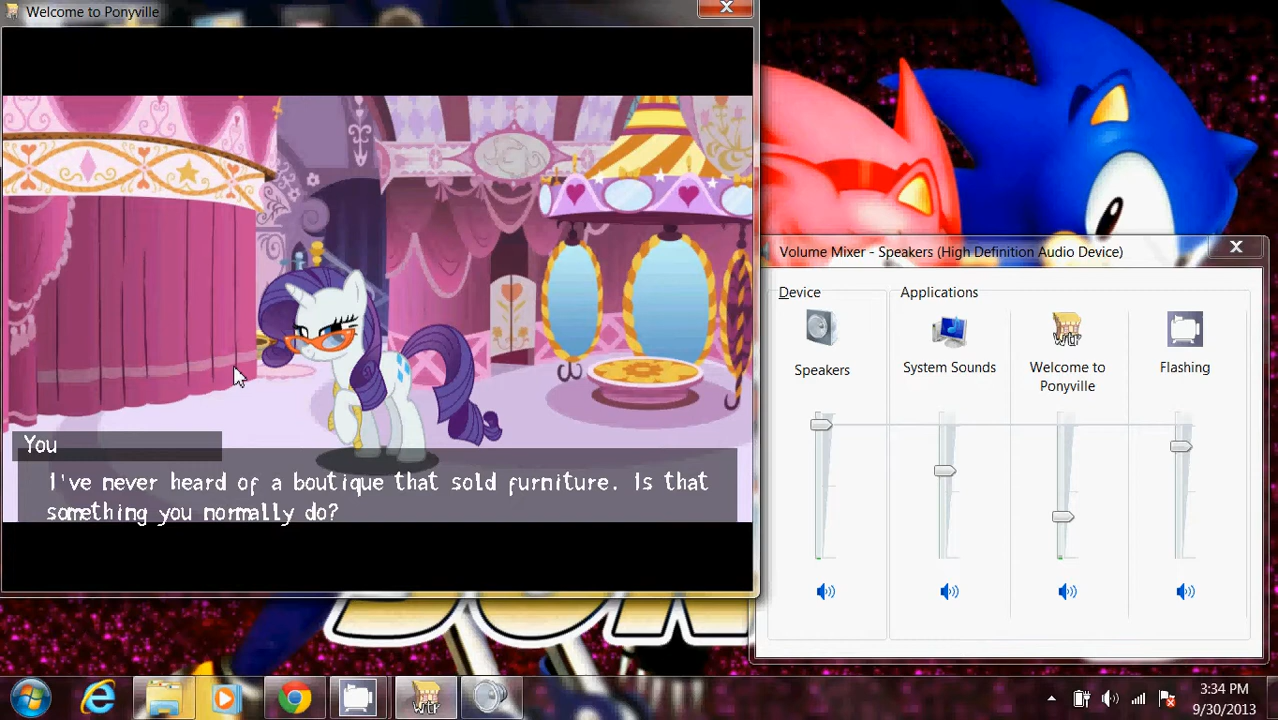 Welcome to Ponyville
You
I've never heard of a boutique that sold furniture. Is that
something you normally do?
Volume Mixer - Speakers (High Definition Audio Device)
Device
Applications
Speakers
System Sounds
Welcome to
Ponyville
Flashing
3:34 PM
9/30/2013